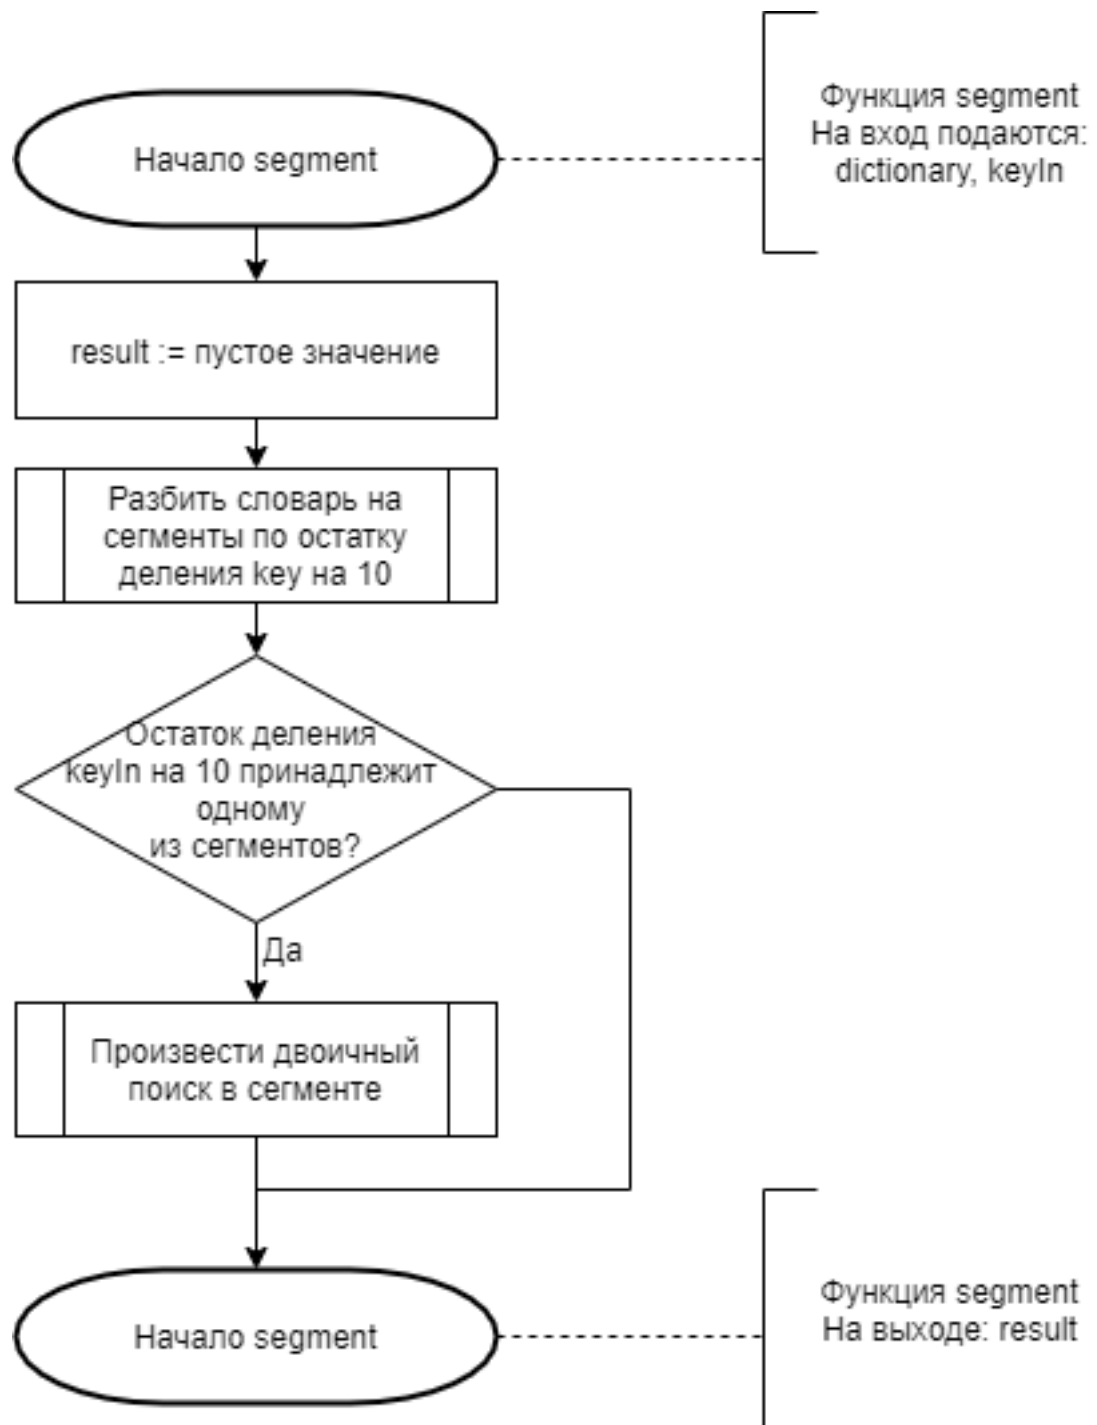 Начало segment
Функция segment
На вход подаются:
dictionary, keyIn
result := пустое значение
Разбить словарь на
сегменты по остатку
деления key на 10
Остаток деления
keyIn на 10 принадлежит
одному
из сегментов?
Да
Произвести двоичный
поиск в сегменте
Начало segment
Функция segment
На выходе: result